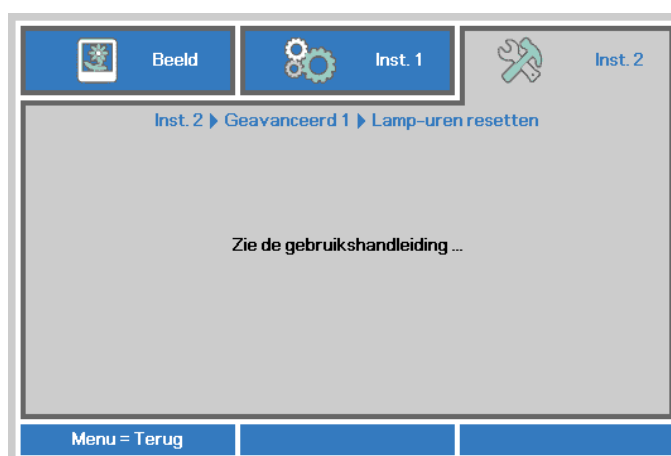 Beeld
Inst. 1
Inst. 2
Inst. 2 Geavanceerd 1 Lamp-uren resetten
Zie de gebruikshandleiding ...
Menu = Terug